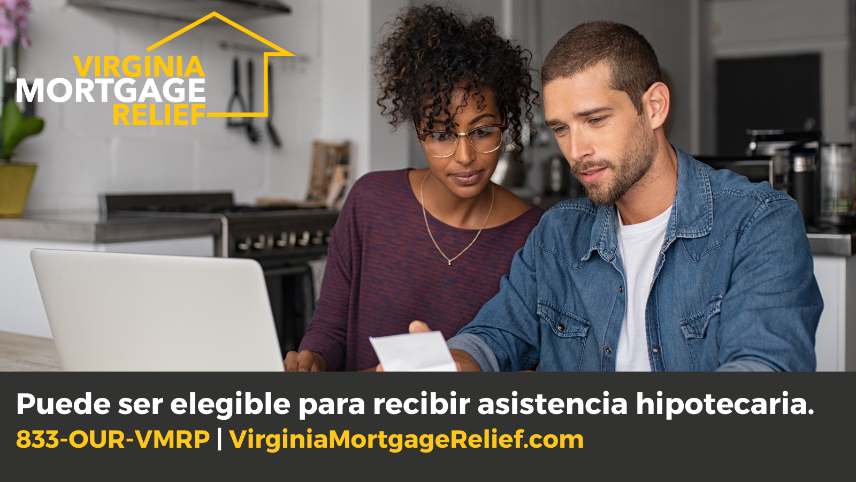 VIRGINIA
MORTGAGE
RELIEF
Puede ser elegible para recibir asistencia hipotecaria.
833-OUR-VMRP | VirginiaMortgageRelief.com